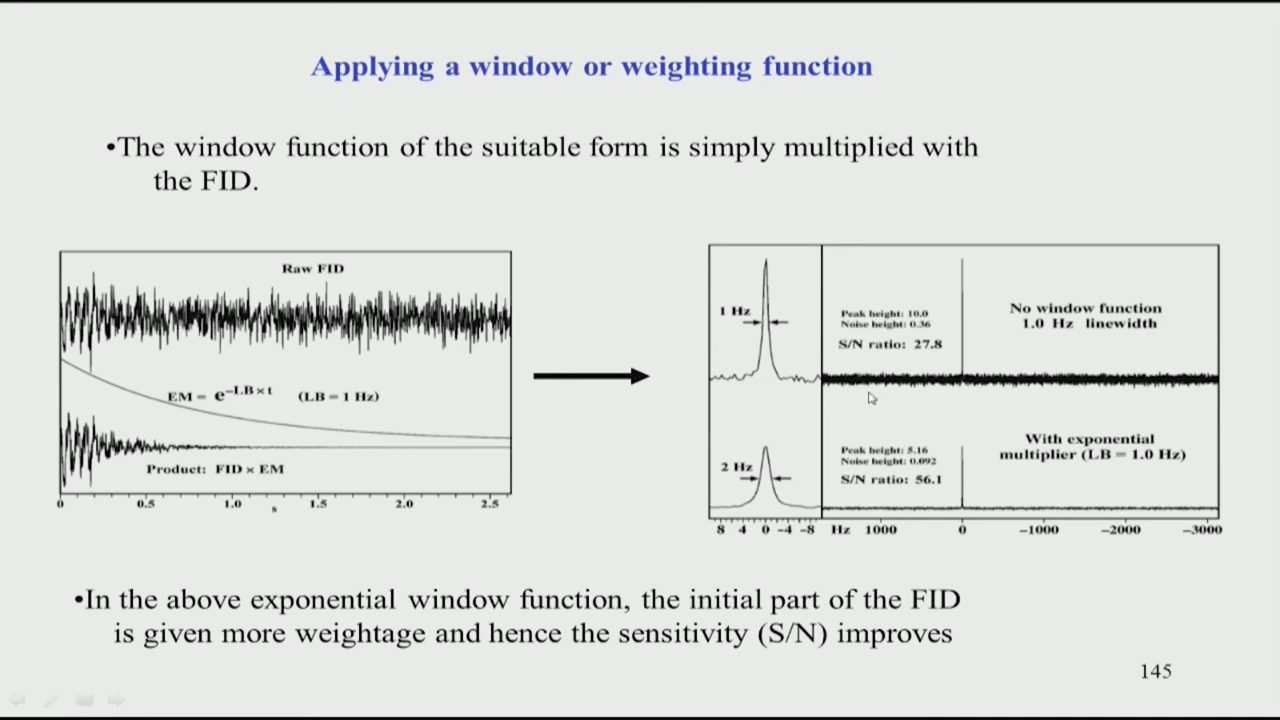 Applying a window or weighting function
•The window function of the suitable form is simply multiplied with
the FID.
Raw FID
EM = e^–LB×t (LB = 1 Hz)
Product: FID × EM
0 0.5 1.0 1.5 2.0 2.5
s
1 Hz
Peak height: 10.0
Noise height: 0.36
S/N ratio: 27.8
No window function
1.0 Hz linewidth
2 Hz
Peak height: 5.16
Noise height: 0.092
S/N ratio: 56.1
With exponential
multiplier (LB = 1.0 Hz)
8 4 0 –4 –8 Hz 1000 0 –1000 –2000 –3000
•In the above exponential window function, the initial part of the FID
is given more weightage and hence the sensitivity (S/N) improves
145